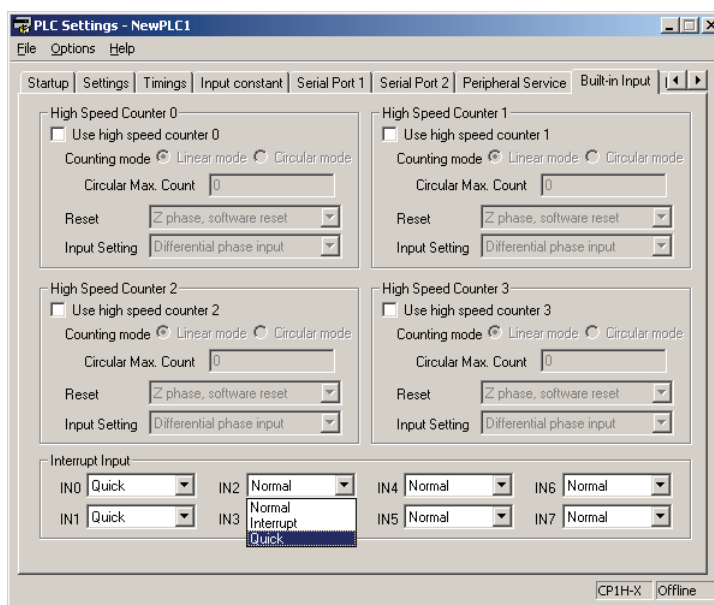 PLC Settings - NewPLC1
File Options Help
Startup Settings Timings Input constant Serial Port 1 Serial Port 2 Peripheral Service Built-in Input
High Speed Counter 0
Use high speed counter 0
Counting mode Linear mode Circular mode
Circular Max. Count 0
Reset Z phase, software reset
Input Setting Differential phase input
High Speed Counter 1
Use high speed counter 1
Counting mode Linear mode Circular mode
Circular Max. Count 0
Reset Z phase, software reset
Input Setting Differential phase input
High Speed Counter 2
Use high speed counter 2
Counting mode Linear mode Circular mode
Circular Max. Count 0
Reset Z phase, software reset
Input Setting Differential phase input
High Speed Counter 3
Use high speed counter 3
Counting mode Linear mode Circular mode
Circular Max. Count 0
Reset Z phase, software reset
Input Setting Differential phase input
Interrupt Input
IN0 Quick IN2 Normal IN4 Normal IN6 Normal
IN1 Quick IN3 Normal IN5 Normal IN7 Normal
Interrupt
Quick
CP1H-X Offline